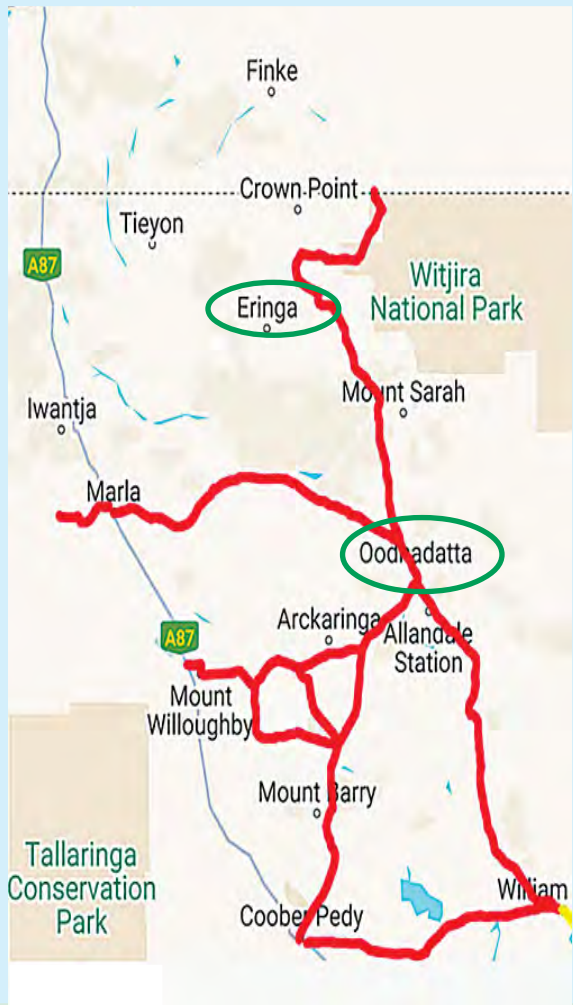 Finke
Crown Point
Tieyon
A87
Witjira
National Park
Eringa
Mount Sarah
Iwantja
Marla
Oodnadatta
Arckaringa
Allandale
Station
A87
Mount
Willoughby
Mount Barry
Tallaringa
Conservation
Park
William
Coober Pedy